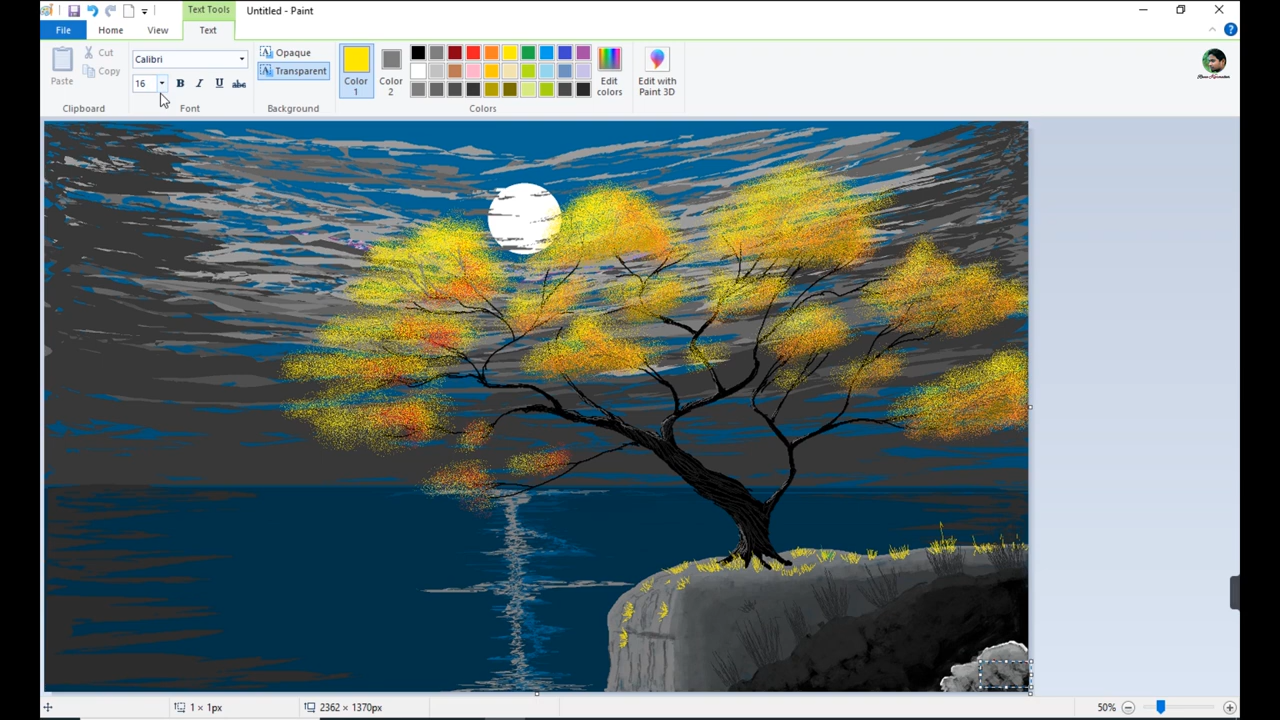 Text Tools
Untitled - Paint
File
Home
View
Text
Paste
Cut
Copy
Clipboard
Calibri
16
B
I
U
abc
Font
Opaque
Transparent
Background
Color
1
Color
2
Colors
Edit
colors
Edit with
Paint 3D
1 × 1px
2362 × 1370px
50%